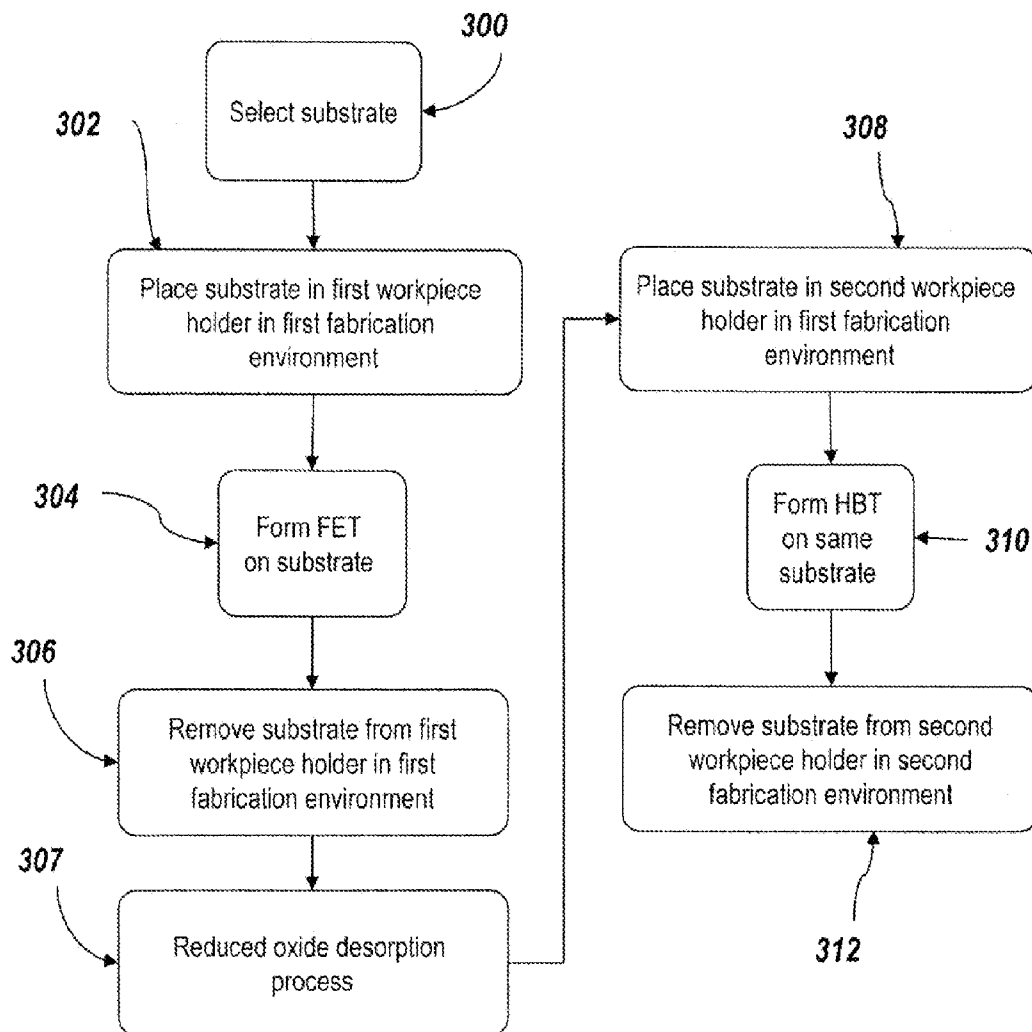 300
Select substrate
302
Place substrate in first workpiece
holder in first fabrication
environment
304
Form FET
on substrate
306
Remove substrate from first
workpiece holder in first
fabrication environment
307
Reduced oxide desorption
process
308
Place substrate in second workpiece
holder in first fabrication
environment
Form HBT
on same
substrate
310
Remove substrate from second
workpiece holder in second
fabrication environment
312